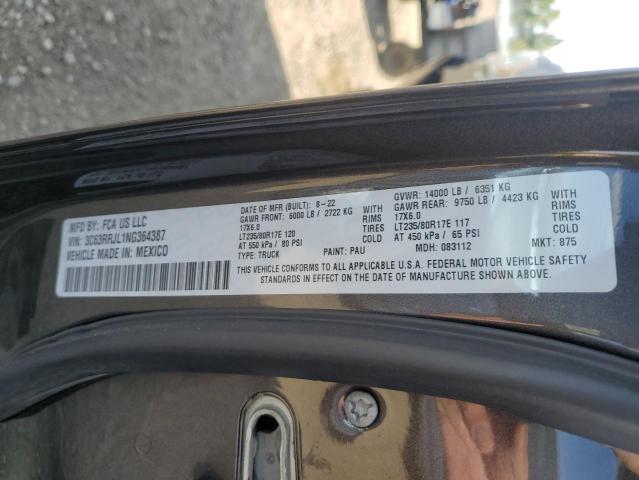 MFD BY: FCA US LLC
VIN: 3C63RRJL1NG364387
VEHICLE MADE IN: MEXICO
DATE OF MFR (BUILT): 8-22
GAWR FRONT: 6000 LB / 2722 KG WITH
17X6.0 RIMS
LT235/80R17E 120 TIRES
AT 550 kPa / 80 PSI COLD
TYPE: TRUCK PAINT: PAU
GVWR: 14000 LB / 6351 KG
GAWR REAR: 9750 LB / 4423 KG WITH
17X6.0 RIMS
LT235/80R17E 117 TIRES
AT 450 kPa / 65 PSI COLD
MDH: 083112 MKT: 875
THIS VEHICLE CONFORMS TO ALL APPLICABLE U.S.A. FEDERAL MOTOR VEHICLE SAFETY
STANDARDS IN EFFECT ON THE DATE OF MANUFACTURE SHOWN ABOVE.